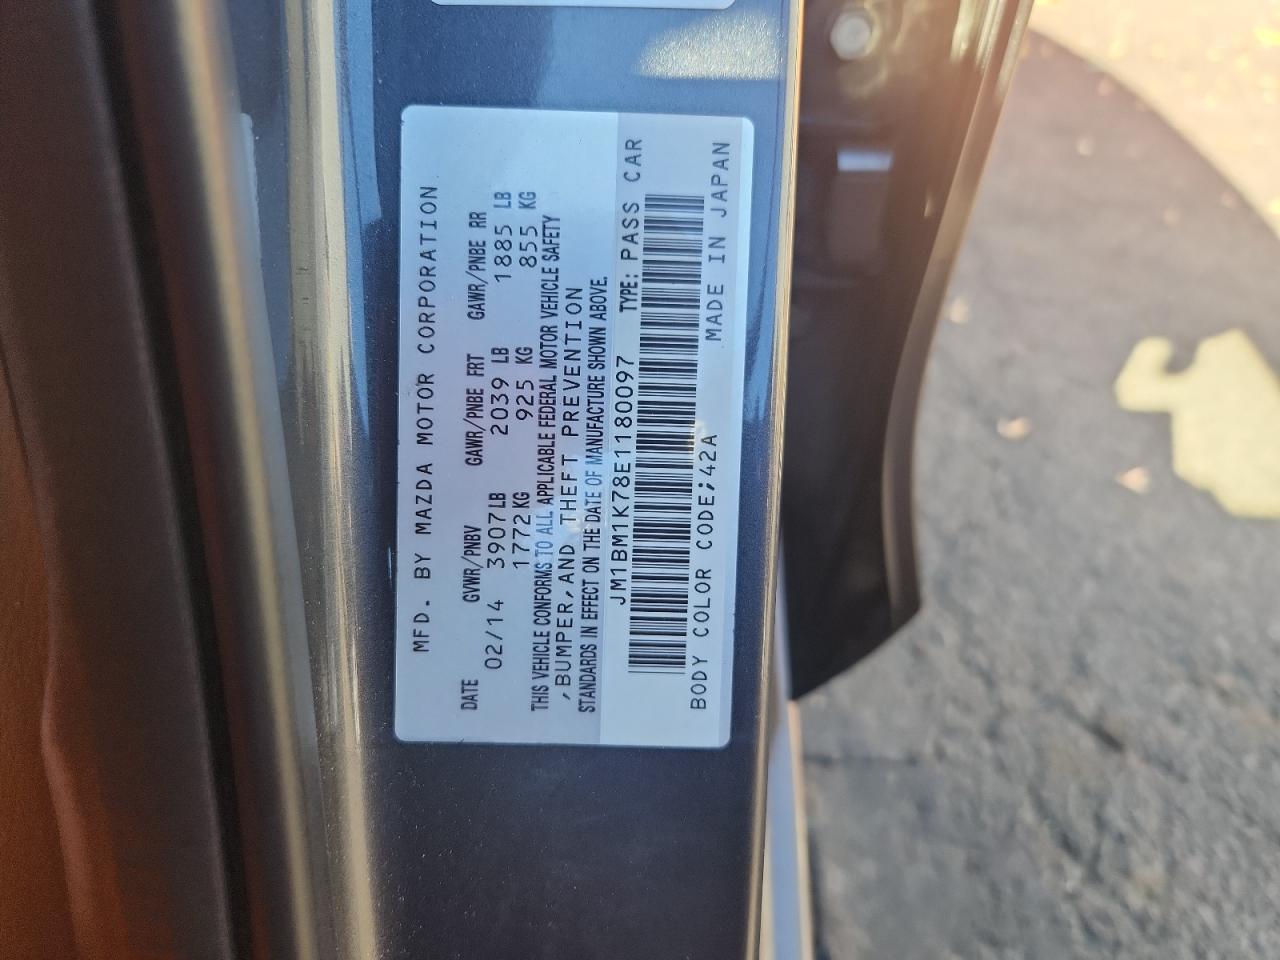 MFD. BY MAZDA MOTOR CORPORATION
DATE GVWR/PNBV GAWR/PNBE FRT GAWR/PNBE RR
02/14 3907LB 2039 LB 1885 LB
1772KG 925 KG 855 KG
THIS VEHICLE CONFORMS TO ALL APPLICABLE FEDERAL MOTOR VEHICLE SAFETY
,BUMPER,AND THEFT PREVENTION
STANDARDS IN EFFECT ON THE DATE OF MANUFACTURE SHOWN ABOVE.
JM1BM1K78E1180097 TYPE: PASS CAR
BODY COLOR CODE;42A MADE IN JAPAN